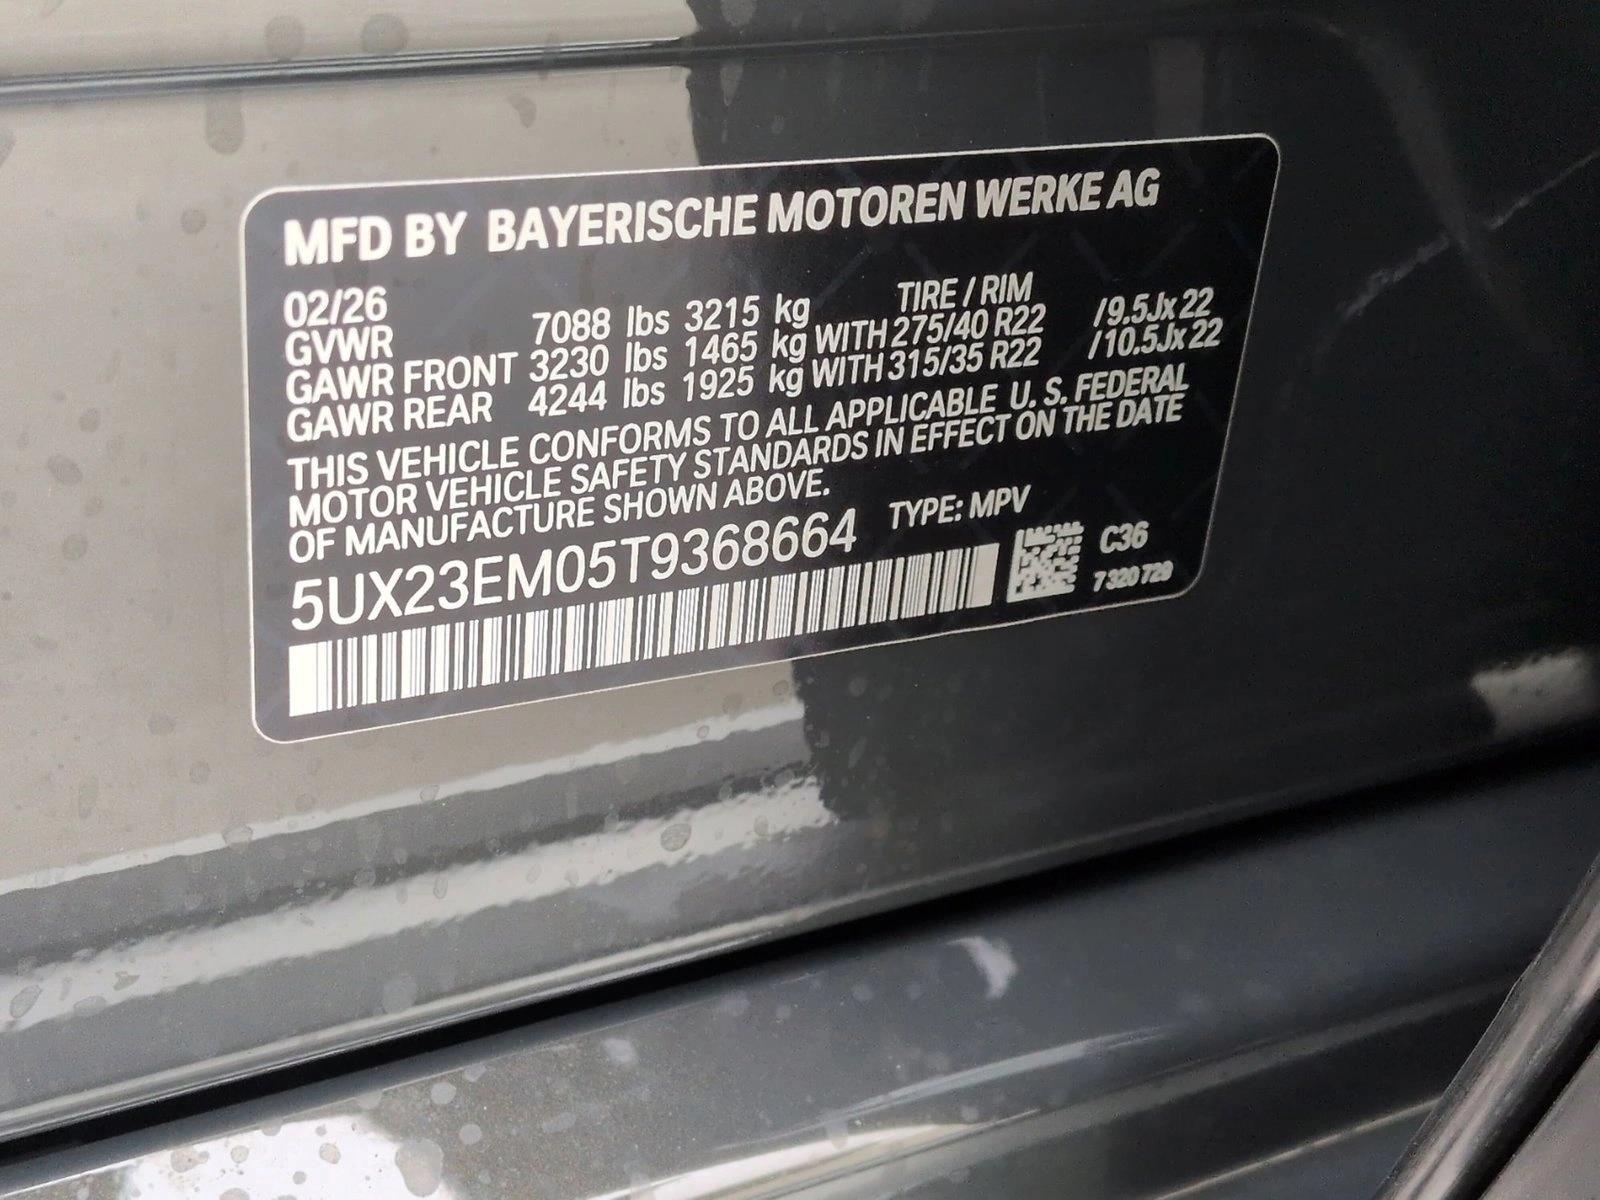 MFD BY BAYERISCHE MOTOREN WERKE AG
02/26 TIRE / RIM
GVWR 7088 lbs 3215 kg
GAWR FRONT 3230 lbs 1465 kg WITH 275/40 R22 /9.5Jx22
GAWR REAR 4244 lbs 1925 kg WITH 315/35 R22 /10.5Jx22
THIS VEHICLE CONFORMS TO ALL APPLICABLE U. S. FEDERAL
MOTOR VEHICLE SAFETY STANDARDS IN EFFECT ON THE DATE
OF MANUFACTURE SHOWN ABOVE.
5UX23EM05T9368664 TYPE: MPV
C36
7 320 729